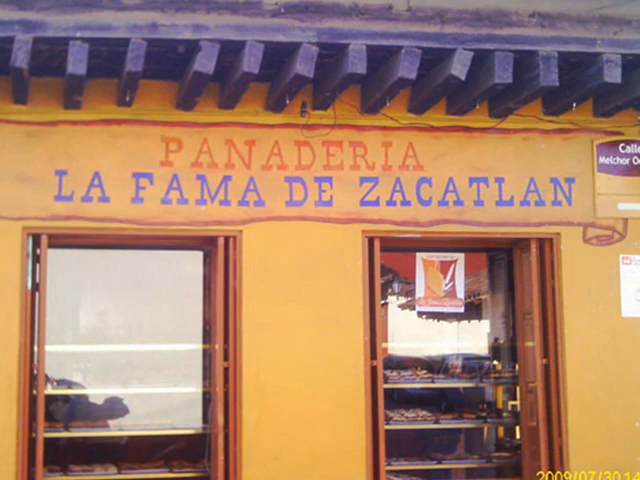 PANADERIA
LA FAMA DE ZACATLAN
Calle
Melchor
2009/07/30 14